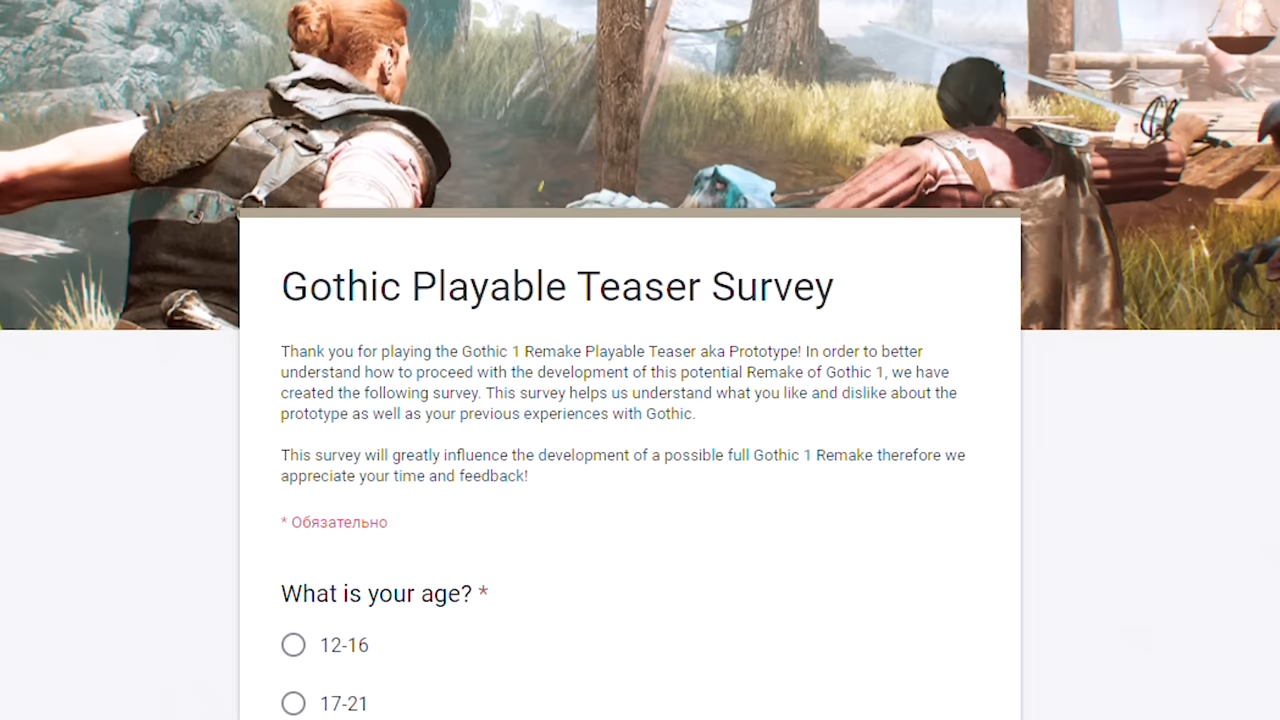 Gothic Playable Teaser Survey
Thank you for playing the Gothic 1 Remake Playable Teaser aka Prototype! In order to better
understand how to proceed with the development of this potential Remake of Gothic 1, we have
created the following survey. This survey helps us understand what you like and dislike about the
prototype as well as your previous experiences with Gothic.
This survey will greatly influence the development of a possible full Gothic 1 Remake therefore we
appreciate your time and feedback!
* Обязательно
What is your age? *
12-16
17-21